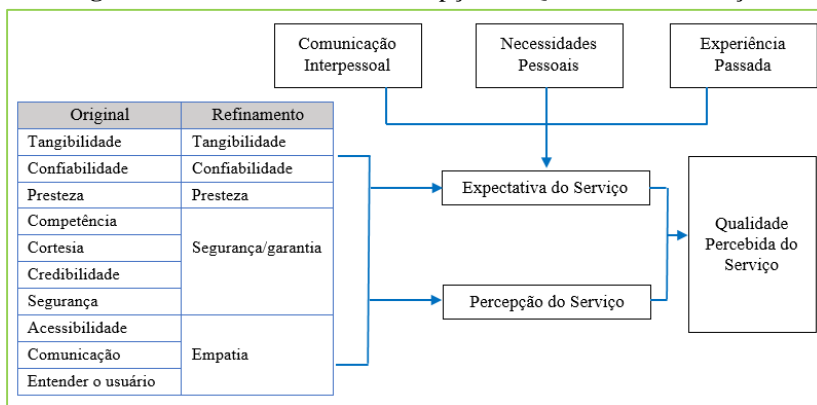 Comunicação
Interpessoal
Necessidades
Pessoais
Experiência
Passada
Original Refinamento
Tangibilidade Tangibilidade
Confiabilidade Confiabilidade
Presteza Presteza
Competência
Cortesia
Credibilidade
Segurança
Segurança/garantia
Acessibilidade
Comunicação
Entender o usuário
Empatia
Expectativa do Serviço
Percepção do Serviço
Qualidade
Percebida do
Serviço